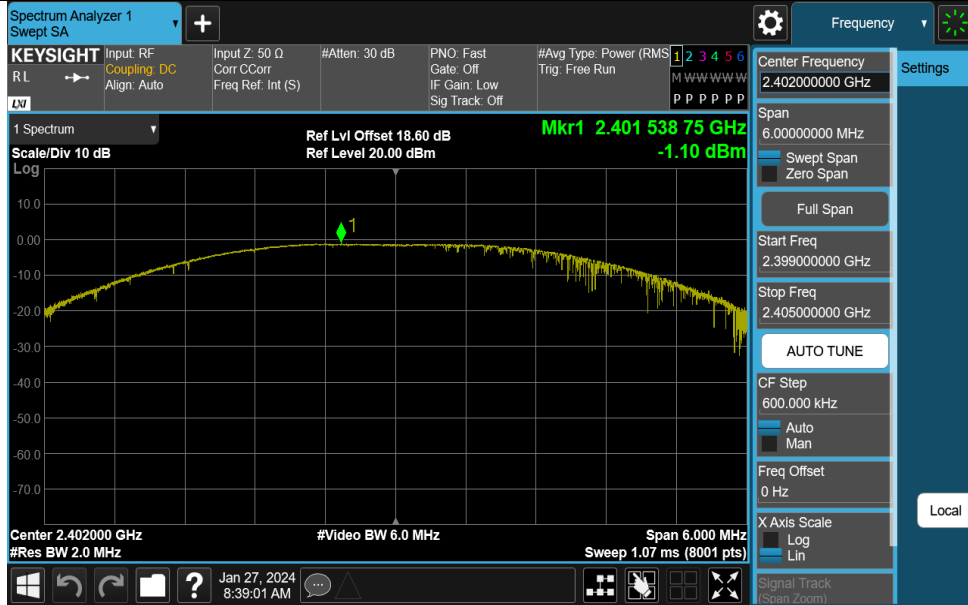 Spectrum Analyzer 1
Swept SA
Frequency
KEYSIGHT
R L
LXI
Input: RF
Coupling: DC
Align: Auto
Input Z: 50 Ω
Corr CCorr
Freq Ref: Int (S)
#Atten: 30 dB
PNO: Fast
Gate: Off
IF Gain: Low
Sig Track: Off
#Avg Type: Power (RMS
Trig: Free Run
1 2 3 4 5 6
M W W W W W
P P P P P P
1 Spectrum
Scale/Div 10 dB
Ref Lvl Offset 18.60 dB
Ref Level 20.00 dBm
Mkr1 2.401 538 75 GHz
-1.10 dBm
Log
10.0
0.00
-10.0
-20.0
-30.0
-40.0
-50.0
-60.0
-70.0
1
Center 2.402000 GHz
#Res BW 2.0 MHz
#Video BW 6.0 MHz
Span 6.000 MHz
Sweep 1.07 ms (8001 pts)
Jan 27, 2024
8:39:01 AM
Center Frequency
2.402000000 GHz
Settings
Span
6.00000000 MHz
Swept Span
Zero Span
Full Span
Start Freq
2.399000000 GHz
Stop Freq
2.405000000 GHz
AUTO TUNE
CF Step
600.000 kHz
Auto
Man
Freq Offset
0 Hz
Local
X Axis Scale
Log
Lin
Signal Track
(Span Zoom)